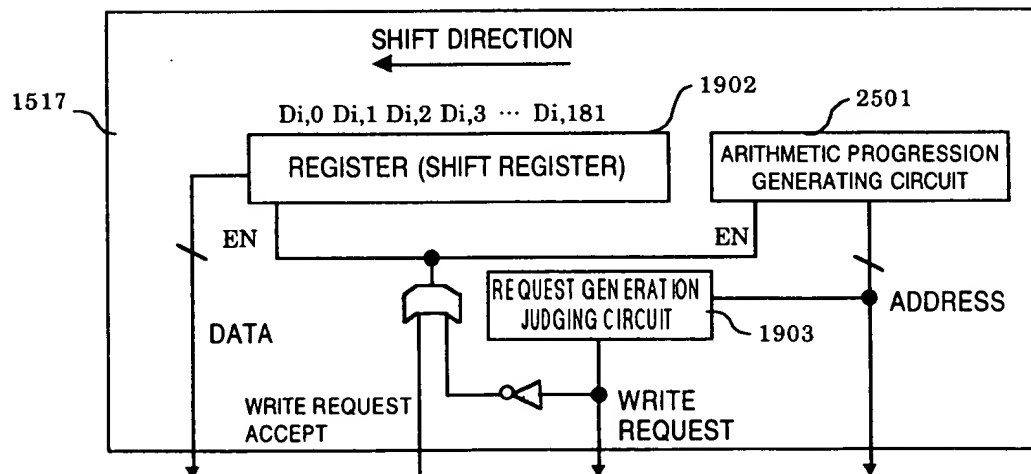 SHIFT DIRECTION
1517
1902
2501
Di,0 Di,1 Di,2 Di,3 ··· Di,181
REGISTER (SHIFT REGISTER)
ARITHMETIC PROGRESSION
GENERATING CIRCUIT
EN
EN
REQUEST GENERATION
JUDGING CIRCUIT
ADDRESS
DATA
1903
WRITE REQUEST
ACCEPT
WRITE
REQUEST